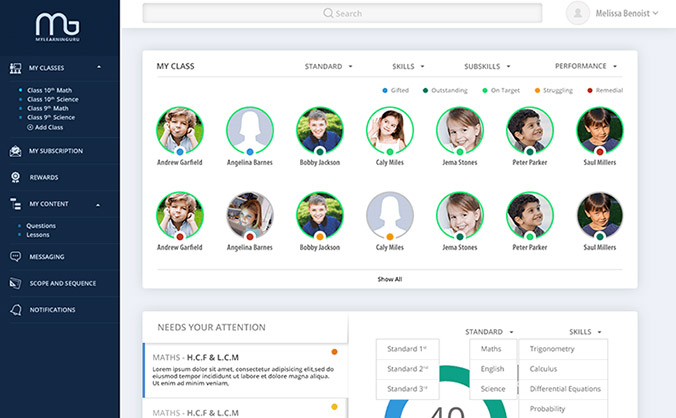 Search
Melissa Benoist
MYLEARNINGURU
MY CLASSES
Class 10th Math
Class 10th Science
Class 9th Math
Class 9th Science
Add Class
MY SUBSCRIPTION
REWARDS
MY CONTENT
Questions
Lessons
MESSAGING
SCOPE AND SEQUENCE
NOTIFICATIONS
MY CLASS
STANDARD
SKILLS
SUBSKILLS
PERFORMANCE
Gifted
Outstanding
On Target
Struggling
Remedial
Andrew Garfield
Angelina Barnes
Bobby Jackson
Caly Miles
Jema Stones
Peter Parker
Saul Millers
Andrew Garfield
Angelina Barnes
Bobby Jackson
Caly Miles
Jema Stones
Peter Parker
Saul Millers
Show All
NEEDS YOUR ATTENTION
MATHS - H.C.F & L.C.M
Lorem ipsum dolor sit amet, consectetur adipisicing elit,sed do
eiusmod tempor incididunt ut labore et dolore magna aliqua.
Ut enim ad minim veniam,
MATHS - H.C.F & L.C.M
STANDARD
SKILLS
Standard 1st
Standard 2nd
Standard 3rd
Maths
English
Science
Trigonometry
Calculus
Differential Equations
Probability
40